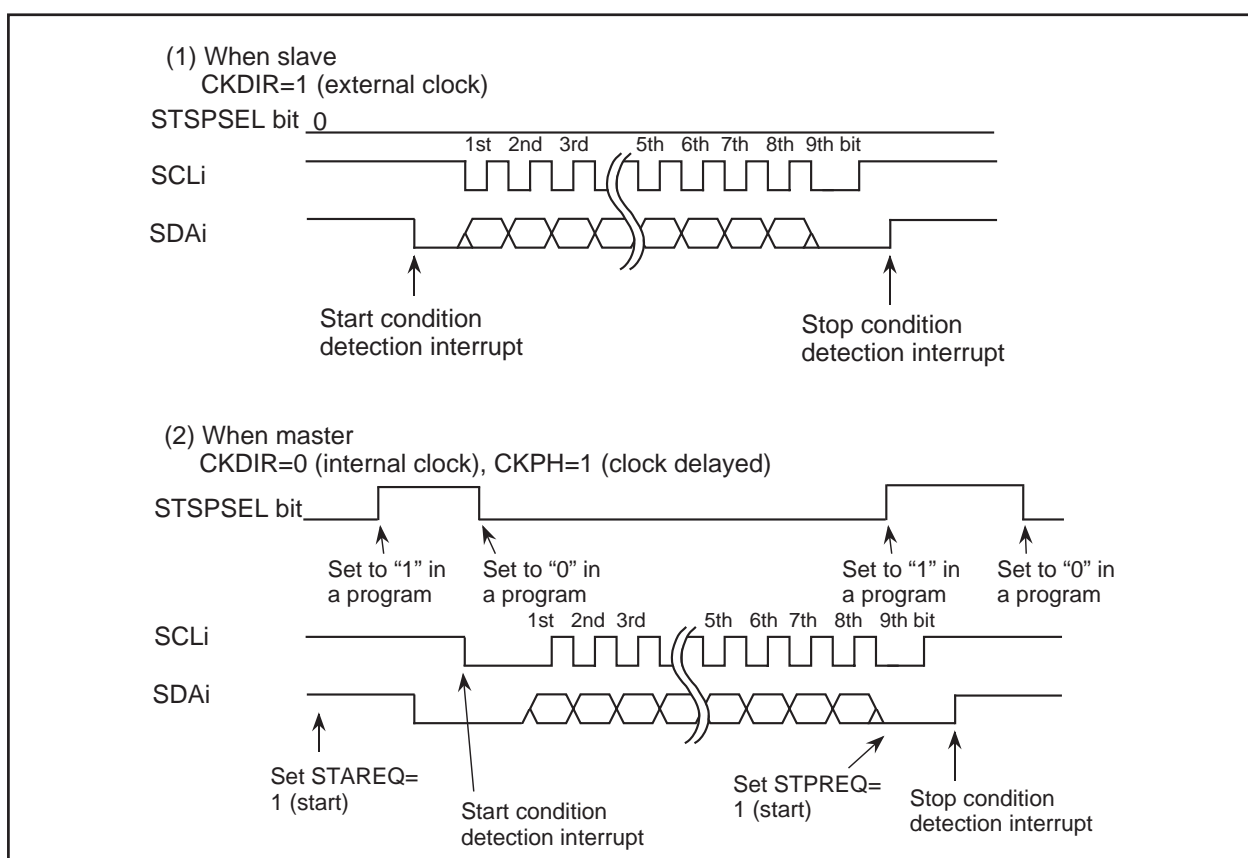 (1) When slave
CKDIR=1 (external clock)
STSPSEL bit 0
1st 2nd 3rd 5th 6th 7th 8th 9th bit
SCLi
SDAi
Start condition
detection interrupt
Stop condition
detection interrupt
(2) When master
CKDIR=0 (internal clock), CKPH=1 (clock delayed)
STSPSEL bit
Set to “1” in
a program
Set to “0” in
a program
Set to “1” in
a program
Set to “0” in
a program
1st 2nd 3rd 5th 6th 7th 8th 9th bit
SCLi
SDAi
Set STAREQ=
1 (start)
Start condition
detection interrupt
Set STPREQ=
1 (start)
Stop condition
detection interrupt